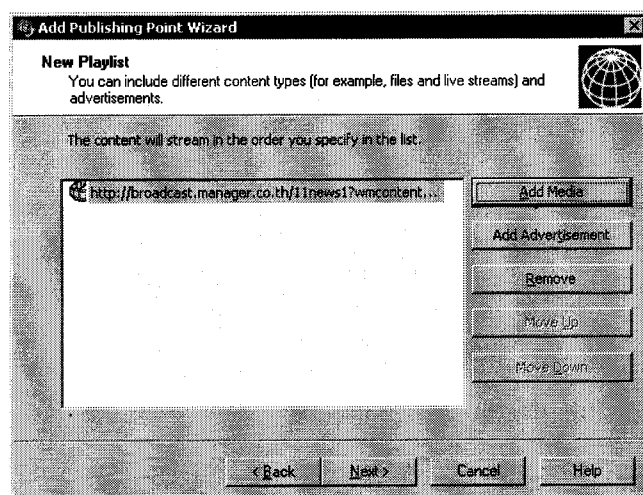 Add Publishing Point Wizard
New Playlist
You can include different content types (for example, files and live streams) and
advertisements.
The content will stream in the order you specify in the list.
http://broadcast.manager.co.th/11news1?wmcontent...
Add Media
Add Advertisement
Remove
Move Up
Move Down
< Back
Next >
Cancel
Help